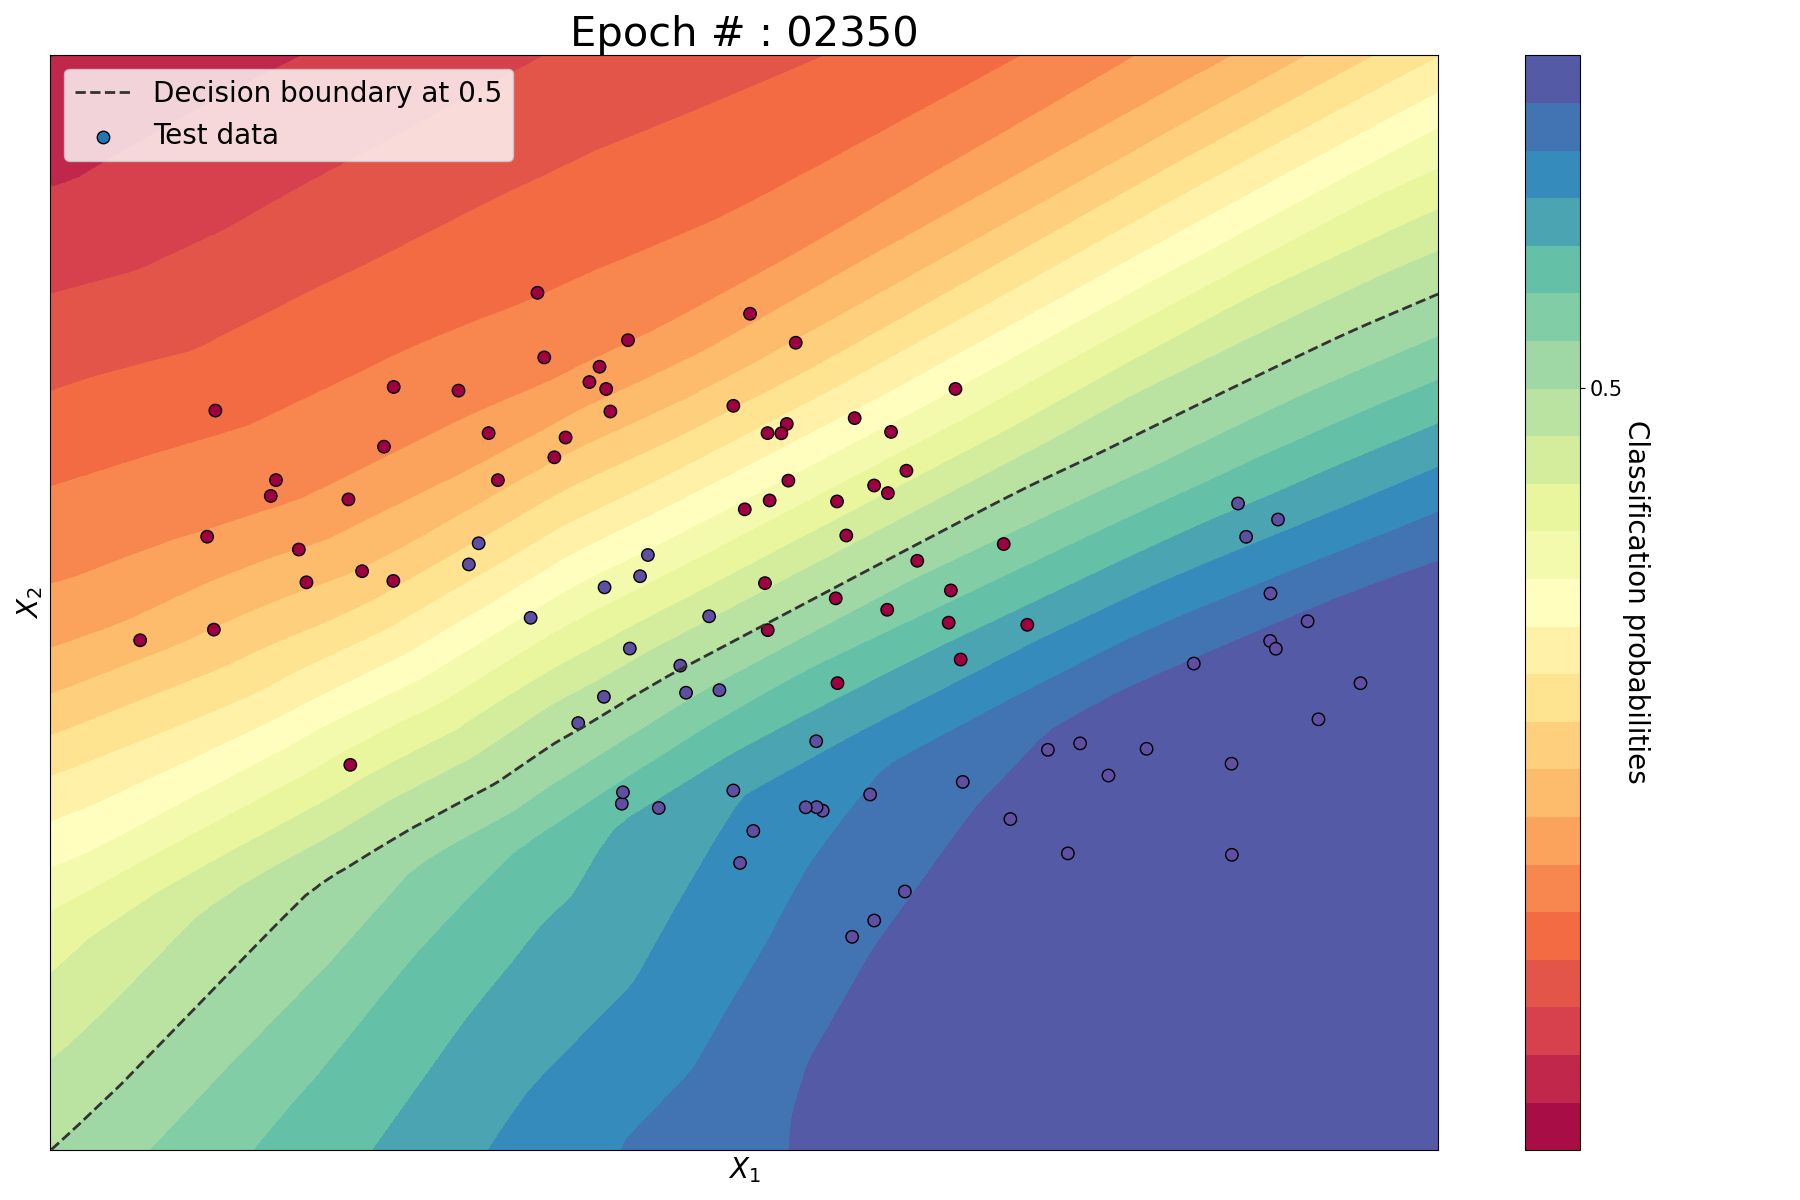 Epoch # : 02350
Decision boundary at 0.5
Test data
X₂
X₁
0.5
Classification probabilities